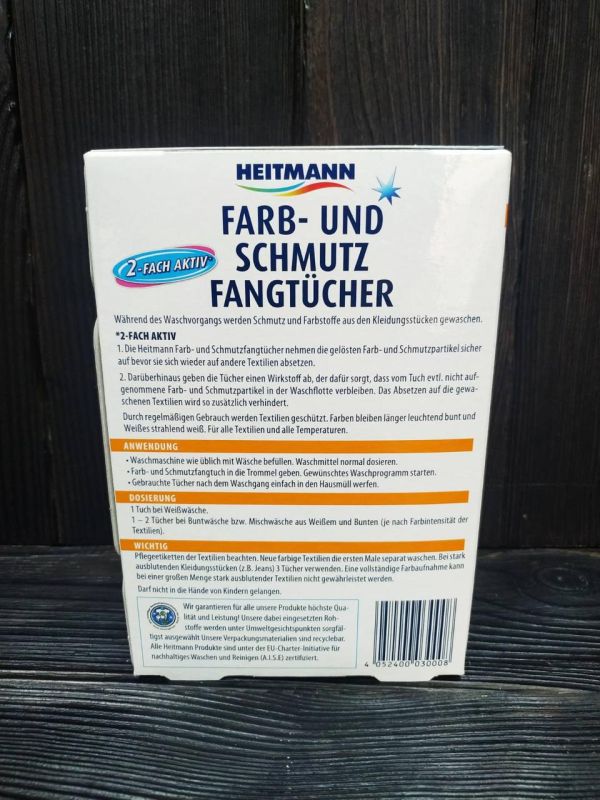 HEITMANN
FARB- UND
SCHMUTZ
FANGTÜCHER
2-FACH AKTIV*
Während des Waschvorgangs werden Schmutz und Farbstoffe aus den Kleidungsstücken gewaschen.
*2-FACH AKTIV
1. Die Heitmann Farb- und Schmutzfangtücher nehmen die gelösten Farb- und Schmutzpartikel sicher
auf bevor sie sich wieder auf andere Textilien absetzen.
2. Darüberhinaus geben die Tücher einen Wirkstoff ab, der dafür sorgt, dass vom Tuch evtl. nicht auf-
genommene Farb- und Schmutzpartikel in der Waschflotte verbleiben. Das Absetzen auf die gewa-
schenen Textilien wird so zusätzlich verhindert.
Durch regelmäßigen Gebrauch werden Textilien geschützt. Farben bleiben länger leuchtend bunt und
Weißes strahlend weiß. Für alle Textilien und alle Temperaturen.
ANWENDUNG
• Waschmaschine wie üblich mit Wäsche befüllen. Waschmittel normal dosieren.
• Farb- und Schmutzfangtuch in die Trommel geben. Gewünschtes Waschprogramm starten.
• Gebrauchte Tücher nach dem Waschgang einfach in den Hausmüll werfen.
DOSIERUNG
1 Tuch bei Weißwäsche.
1 – 2 Tücher bei Buntwäsche bzw. Mischwäsche aus Weißem und Bunten (je nach Farbintensität der
Textilien).
WICHTIG
Pflegeetiketten der Textilien beachten. Neue farbige Textilien die ersten Male separat waschen. Bei stark
ausblutenden Kleidungsstücken (z.B. Jeans) 3 Tücher verwenden. Eine vollständige Farbaufnahme kann
bei einer großen Menge stark ausblutender Textilien nicht gewährleistet werden.
Darf nicht in die Hände von Kindern gelangen.
Wir garantieren für alle unsere Produkte höchste Qua-
lität und Leistung! Unsere dabei eingesetzten Roh-
stoffe werden unter Umweltgesichtspunkten sorgfäl-
tigst ausgewählt Unsere Verpackungsmaterialien sind recyclebar.
Alle Heitmann Produkte sind unter der EU-Charter-Initiative für
nachhaltiges Waschen und Reinigen (A.I.S.E) zertifiziert.
4 052400 030008